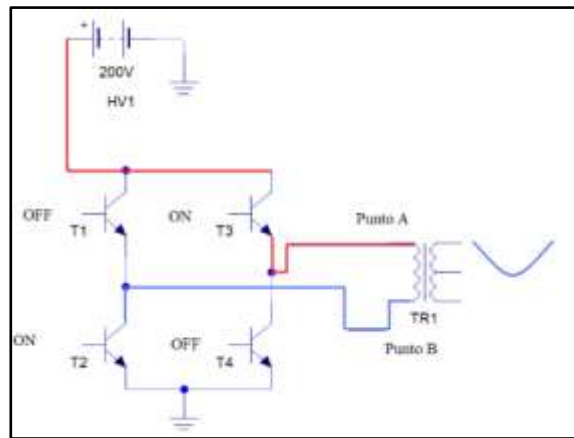 +
200V
HV1
OFF
T1
ON
T3
Punto A
TR1
ON
T2
OFF
T4
Punto B